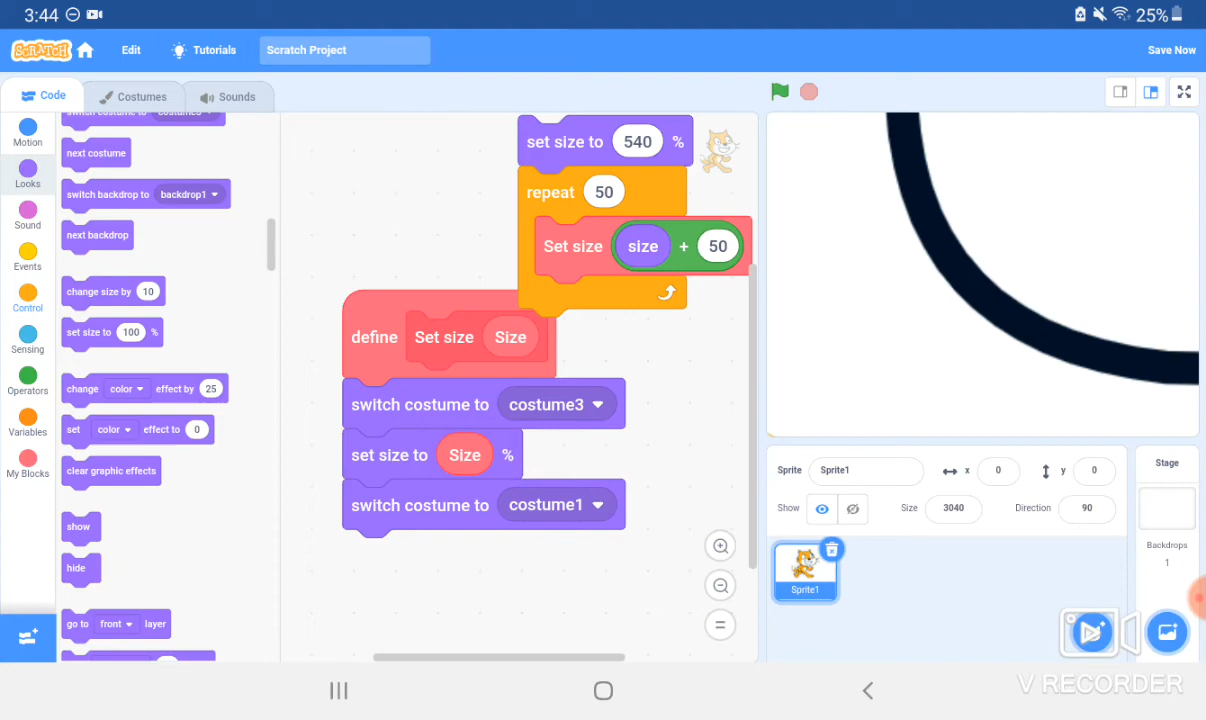 3:44
25%
SCRATCH
Edit
Tutorials
Scratch Project
Save Now
Code
Costumes
Sounds
Motion
Looks
Sound
Events
Control
Sensing
Operators
Variables
My Blocks
next costume
switch backdrop to backdrop1
next backdrop
change size by 10
set size to 100 %
change color effect by 25
set color effect to 0
clear graphic effects
show
hide
go to front layer
set size to 540 %
repeat 50
Set size size + 50
define Set size Size
switch costume to costume3
set size to Size %
switch costume to costume1
Sprite Sprite1 x 0 y 0
Show Size 3040 Direction 90
Sprite1
Stage
Backdrops
1
V RECORDER